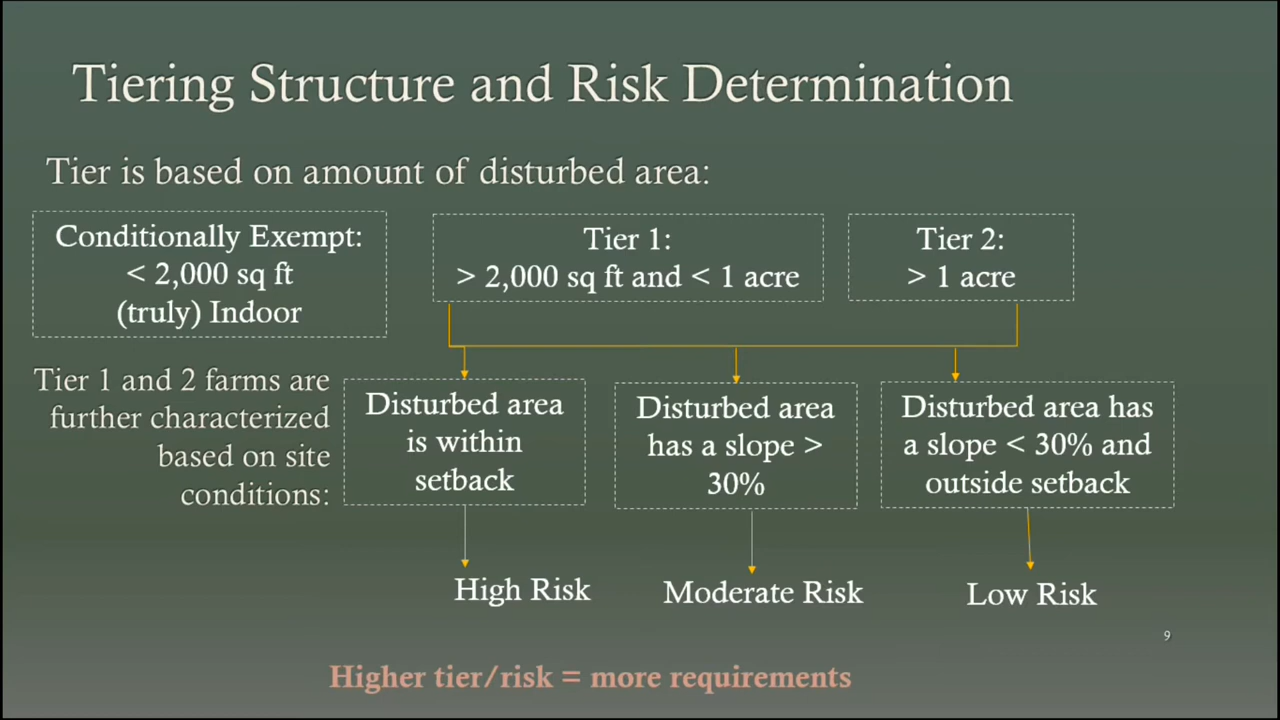 Tiering Structure and Risk Determination
Tier is based on amount of disturbed area:
Conditionally Exempt:
< 2,000 sq ft
(truly) Indoor
Tier 1:
> 2,000 sq ft and < 1 acre
Tier 2:
> 1 acre
Tier 1 and 2 farms are
further characterized
based on site
conditions:
Disturbed area
is within
setback
Disturbed area
has a slope >
30%
Disturbed area has
a slope < 30% and
outside setback
High Risk
Moderate Risk
Low Risk
9
Higher tier/risk = more requirements